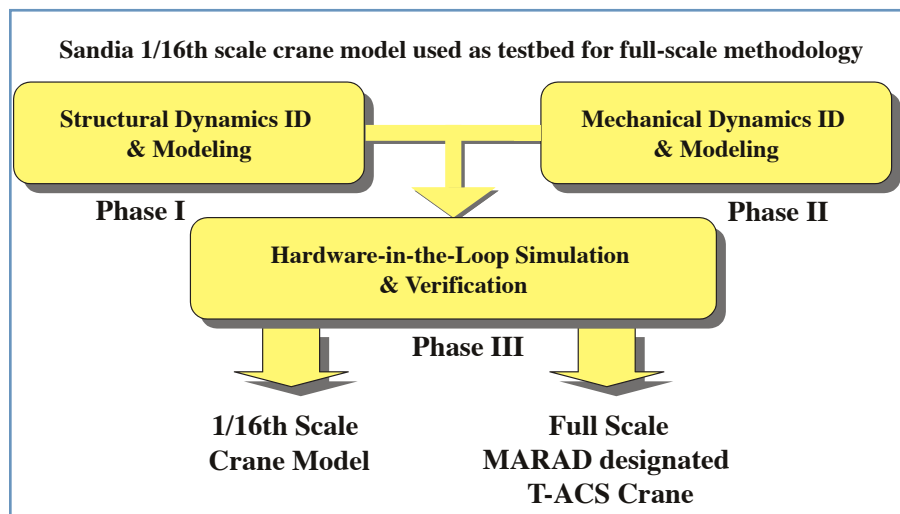 Sandia 1/16th scale crane model used as testbed for full-scale methodology
Structural Dynamics ID
& Modeling
Mechanical Dynamics ID
& Modeling
Phase I
Phase II
Hardware-in-the-Loop Simulation
& Verification
Phase III
1/16th Scale
Crane Model
Full Scale
MARAD designated
T-ACS Crane